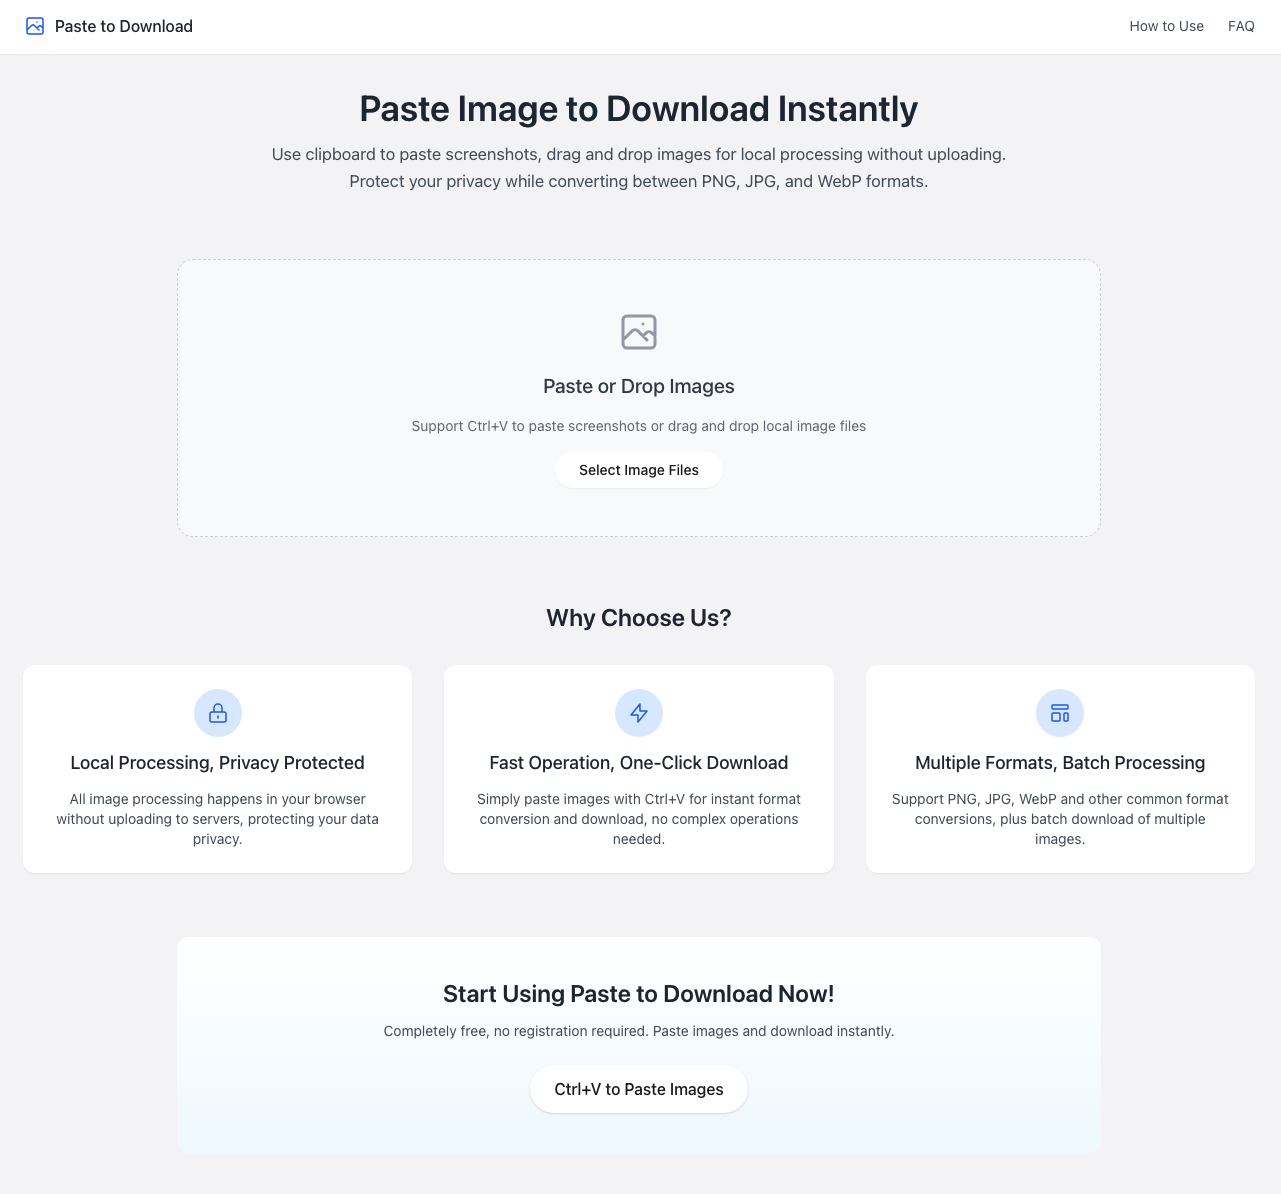 Paste to Download
How to Use
FAQ
Paste Image to Download Instantly
Use clipboard to paste screenshots, drag and drop images for local processing without uploading.
Protect your privacy while converting between PNG, JPG, and WebP formats.
Paste or Drop Images
Support Ctrl+V to paste screenshots or drag and drop local image files
Select Image Files
Why Choose Us?
Local Processing, Privacy Protected
All image processing happens in your browser
without uploading to servers, protecting your data
privacy.
Fast Operation, One-Click Download
Simply paste images with Ctrl+V for instant format
conversion and download, no complex operations
needed.
Multiple Formats, Batch Processing
Support PNG, JPG, WebP and other common format
conversions, plus batch download of multiple
images.
Start Using Paste to Download Now!
Completely free, no registration required. Paste images and download instantly.
Ctrl+V to Paste Images